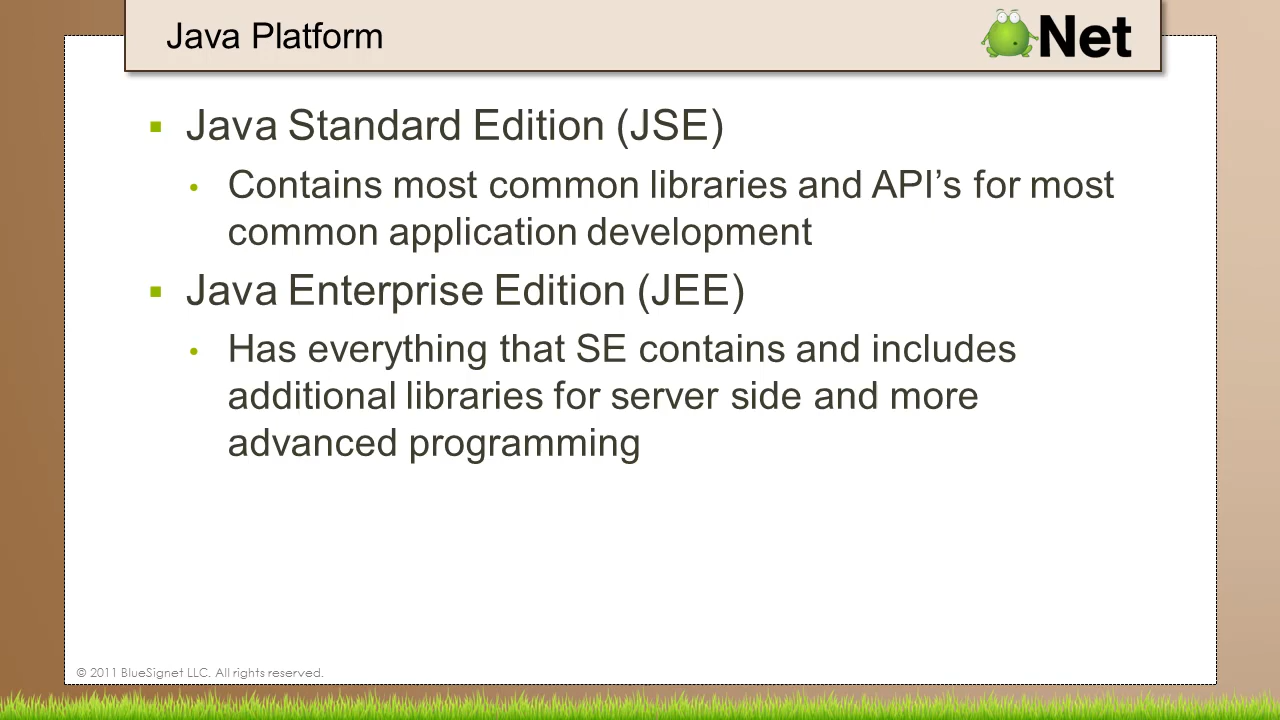 Java Platform
Net
Java Standard Edition (JSE)
Contains most common libraries and API’s for most
common application development
Java Enterprise Edition (JEE)
Has everything that SE contains and includes
additional libraries for server side and more
advanced programming
© 2011 BlueSignet LLC. All rights reserved.